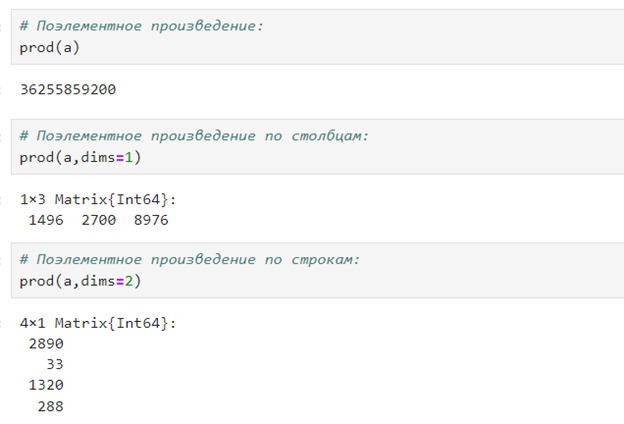 # Поэлементное произведение:
prod(a)
36255859200
# Поэлементное произведение по столбцам:
prod(a,dims=1)
1×3 Matrix{Int64}:
1496 2700 8976
# Поэлементное произведение по строкам:
prod(a,dims=2)
4×1 Matrix{Int64}:
2890
33
1320
288